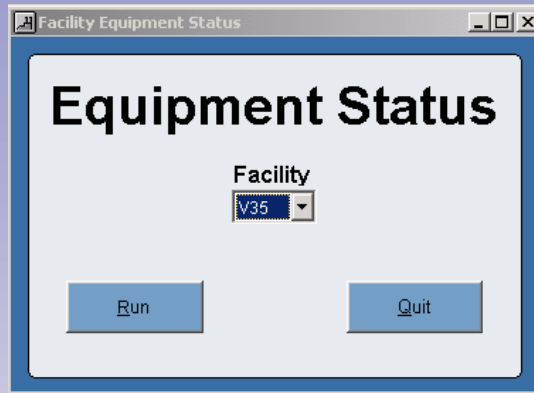 Facility Equipment Status
Equipment Status
Facility
V35
Run
Quit